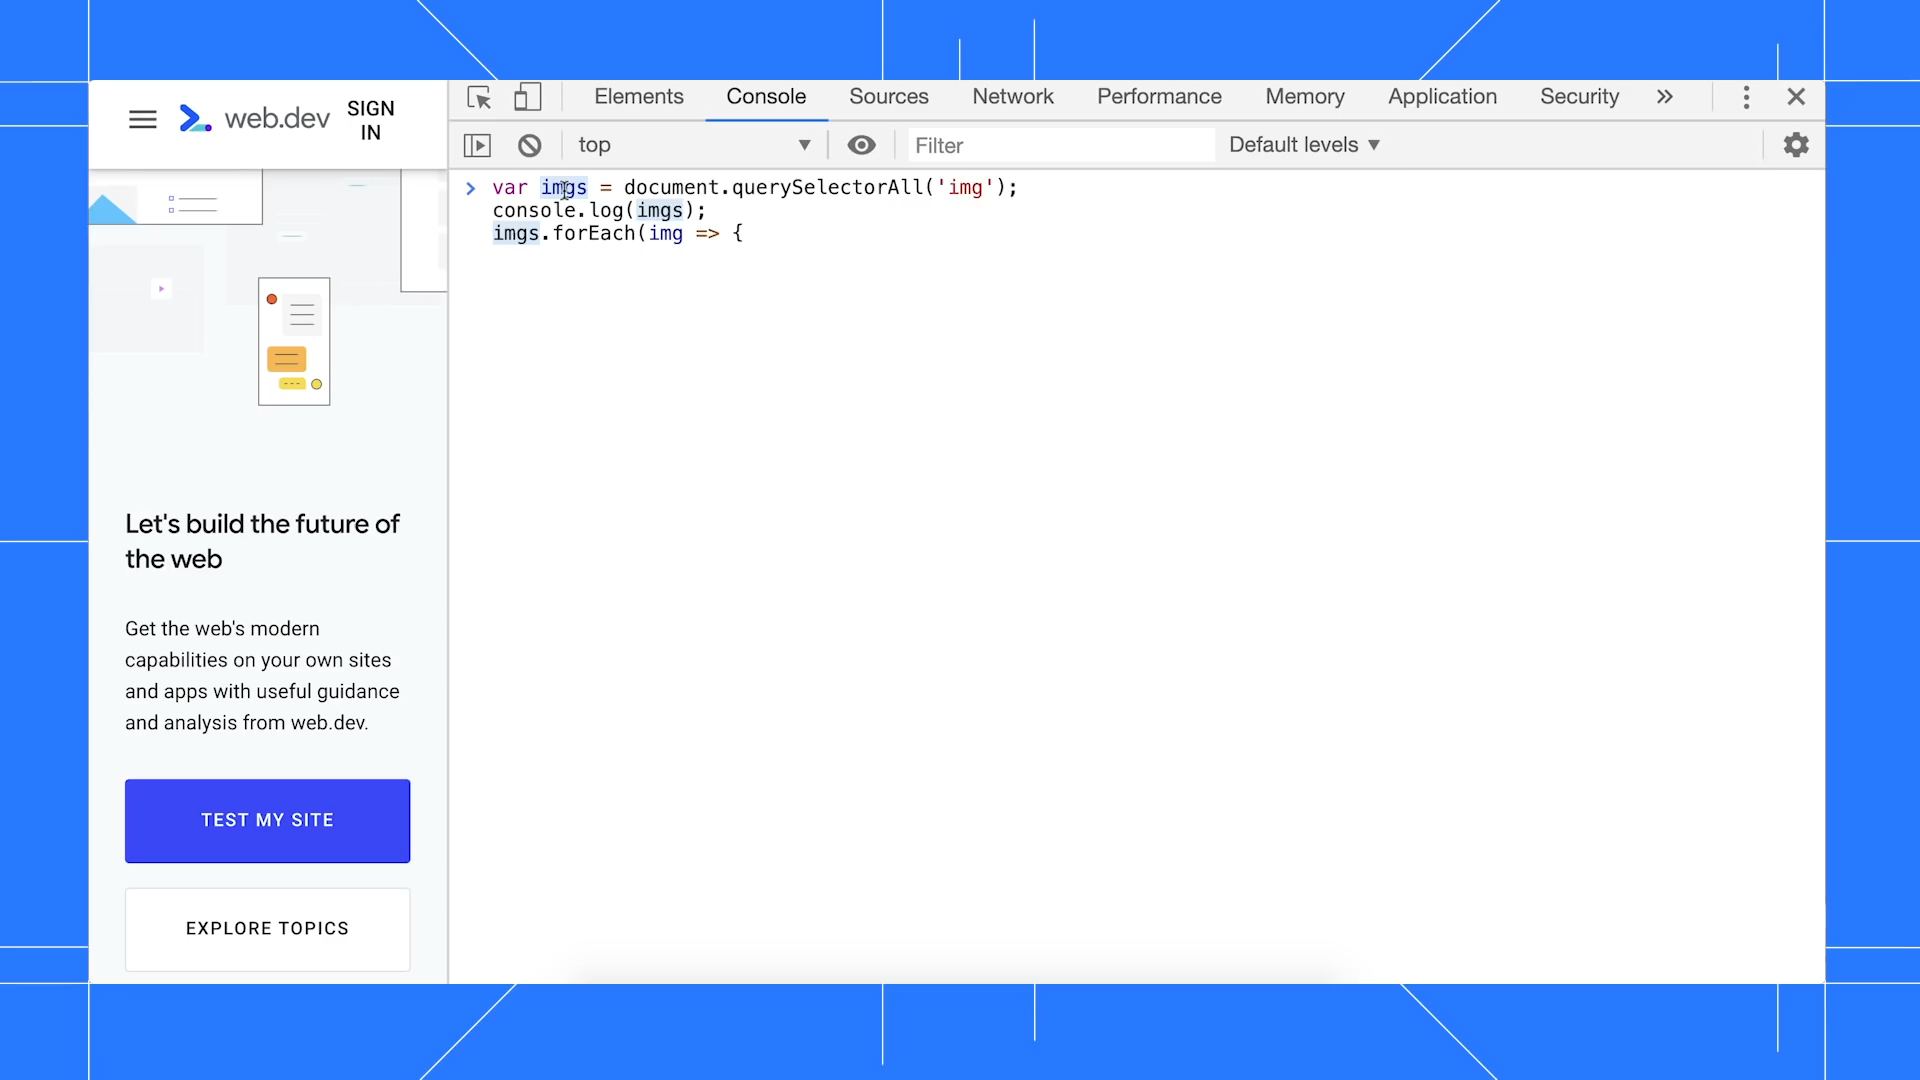 web.dev
SIGN
IN
Elements
Console
Sources
Network
Performance
Memory
Application
Security
top
Filter
Default levels
var imgs = document.querySelectorAll('img');
console.log(imgs);
imgs.forEach(img => {
Let's build the future of
the web
Get the web's modern
capabilities on your own sites
and apps with useful guidance
and analysis from web.dev.
TEST MY SITE
EXPLORE TOPICS